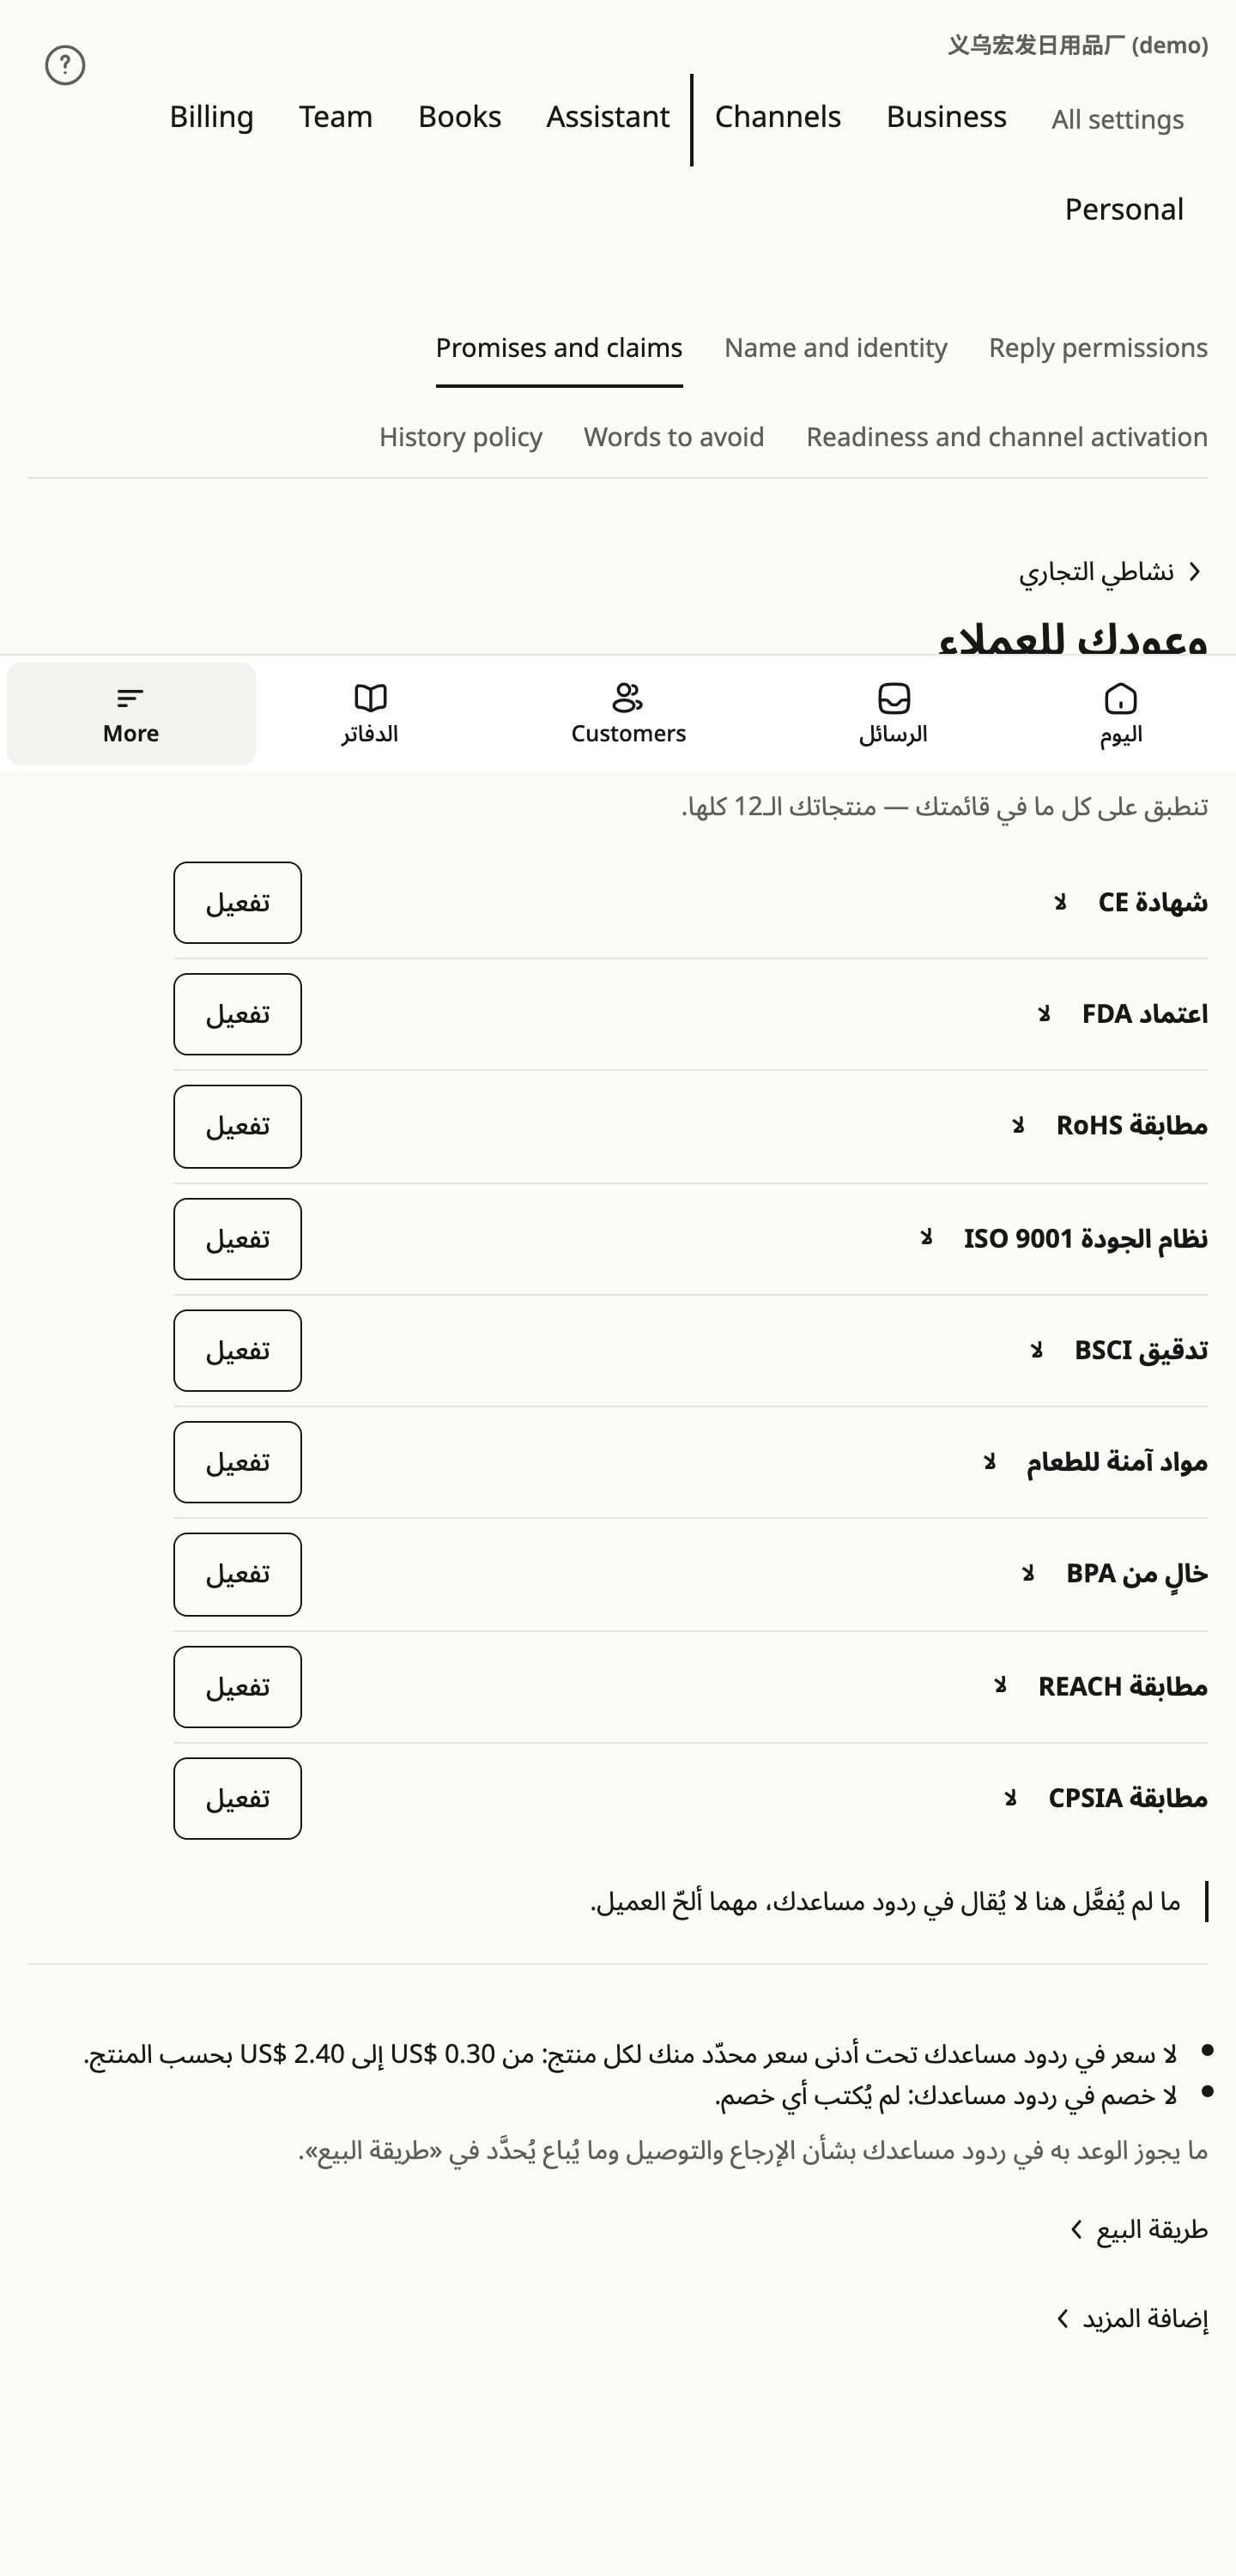 义乌宏发日用品厂 (demo)
All settings
Business
Channels
Assistant
Books
Team
Billing
Personal
Reply permissions
Name and identity
Promises and claims
Readiness and channel activation
Words to avoid
History policy
نشاطي التجاري
وعودك للعملاء
اليوم
الرسائل
Customers
الدفاتر
More
تنطبق على كل ما في قائمتك — منتجاتك الـ12 كلها.
شهادة CE لا تفعيل
اعتماد FDA لا تفعيل
مطابقة RoHS لا تفعيل
نظام الجودة ISO 9001 لا تفعيل
تدقيق BSCI لا تفعيل
مواد آمنة للطعام لا تفعيل
خالٍ من BPA لا تفعيل
مطابقة REACH لا تفعيل
مطابقة CPSIA لا تفعيل
ما لم يُفعَّل هنا لا يُقال في ردود مساعدك، مهما ألحّ العميل.
• لا سعر في ردود مساعدك تحت أدنى سعر محدّد منك لكل منتج: من US$ 0.30 إلى US$ 2.40 بحسب المنتج.
• لا خصم في ردود مساعدك: لم يُكتب أي خصم.
ما يجوز الوعد به في ردود مساعدك بشأن الإرجاع والتوصيل وما يُباع يُحدَّد في «طريقة البيع».
طريقة البيع
إضافة المزيد